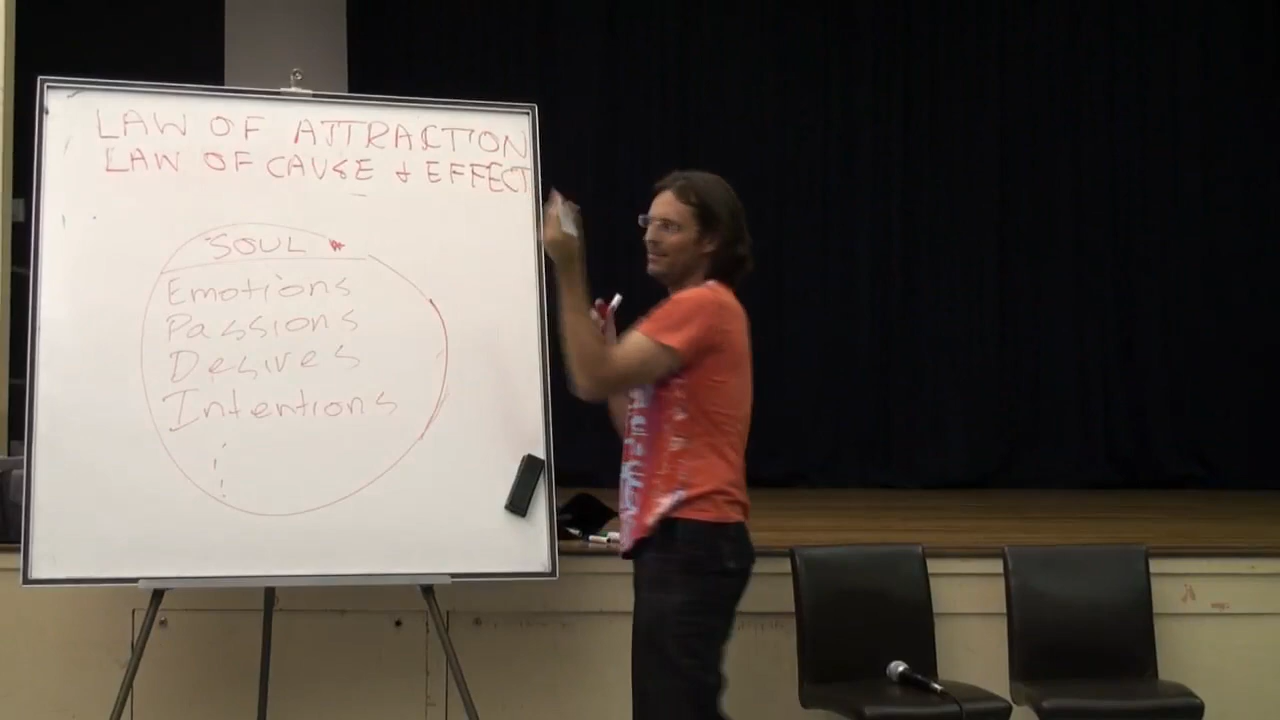 LAW OF ATTRACTION
LAW OF CAUSE + EFFECT
SOUL
Emotions
Passions
Desires
Intentions